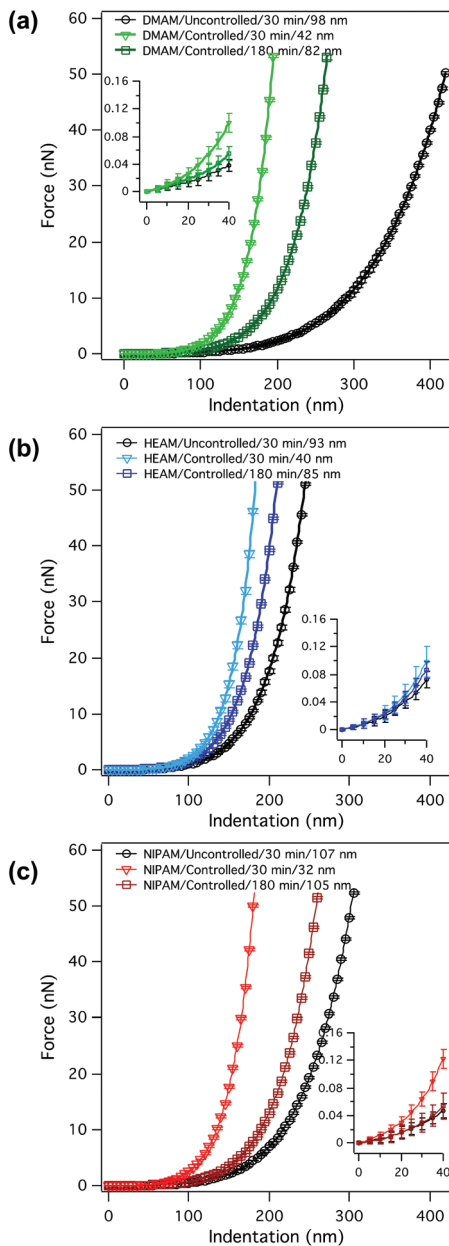 (a)
DMAM/Uncontrolled/30 min/98 nm
DMAM/Controlled/30 min/42 nm
DMAM/Controlled/180 min/82 nm
60
50
40
30
20
10
0
Force (nN)
0.16
0.12
0.08
0.04
0
0 20 40
0 100 200 300 400
Indentation (nm)
(b)
HEAM/Uncontrolled/30 min/93 nm
HEAM/Controlled/30 min/40 nm
HEAM/Controlled/180 min/85 nm
60
50
40
30
20
10
0
Force (nN)
0.16
0.12
0.08
0.04
0
0 20 40
0 100 200 300 400
Indentation (nm)
(c)
NIPAM/Uncontrolled/30 min/107 nm
NIPAM/Controlled/30 min/32 nm
NIPAM/Controlled/180 min/105 nm
60
50
40
30
20
10
0
Force (nN)
0.16
0.12
0.08
0.04
0
0 20 40
0 100 200 300 400
Indentation (nm)